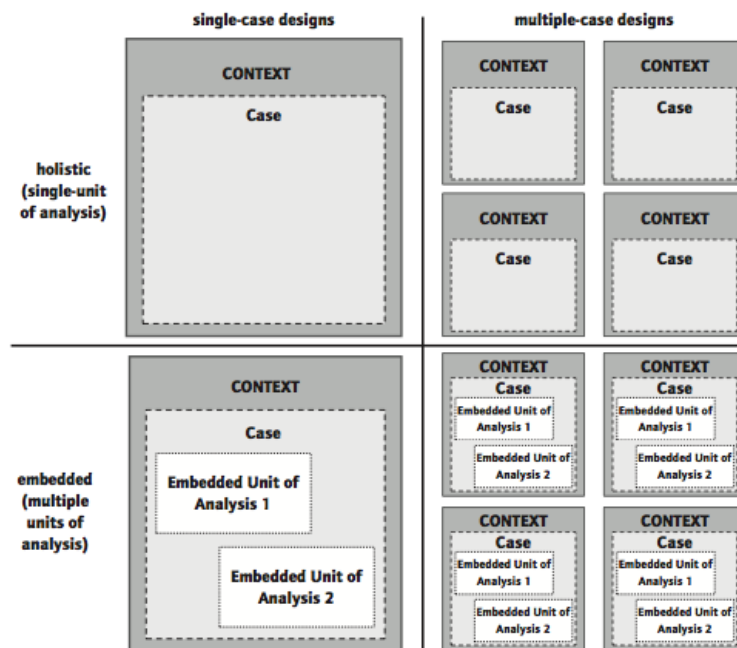 single-case designs
multiple-case designs
holistic
(single-unit
of analysis)
CONTEXT
Case
CONTEXT
Case
CONTEXT
Case
CONTEXT
Case
CONTEXT
Case
embedded
(multiple
units of
analysis)
CONTEXT
Case
Embedded Unit of
Analysis 1
Embedded Unit of
Analysis 2
CONTEXT
Case
Embedded Unit of
Analysis 1
Embedded Unit of
Analysis 2
CONTEXT
Case
Embedded Unit of
Analysis 1
Embedded Unit of
Analysis 2
CONTEXT
Case
Embedded Unit of
Analysis 1
Embedded Unit of
Analysis 2
CONTEXT
Case
Embedded Unit of
Analysis 1
Embedded Unit of
Analysis 2